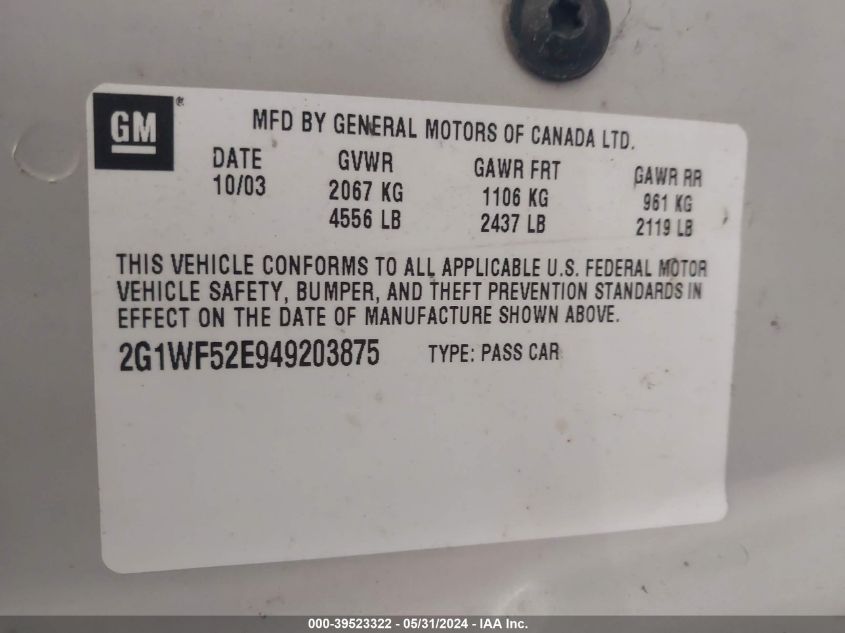 GM®
MFD BY GENERAL MOTORS OF CANADA LTD.
DATE GVWR GAWR FRT GAWR RR
10/03 2067 KG 1106 KG 961 KG
4556 LB 2437 LB 2119 LB
THIS VEHICLE CONFORMS TO ALL APPLICABLE U.S. FEDERAL MOTOR
VEHICLE SAFETY, BUMPER, AND THEFT PREVENTION STANDARDS IN
EFFECT ON THE DATE OF MANUFACTURE SHOWN ABOVE.
2G1WF52E949203875 TYPE: PASS CAR
000-39523322 - 05/31/2024 - IAA Inc.